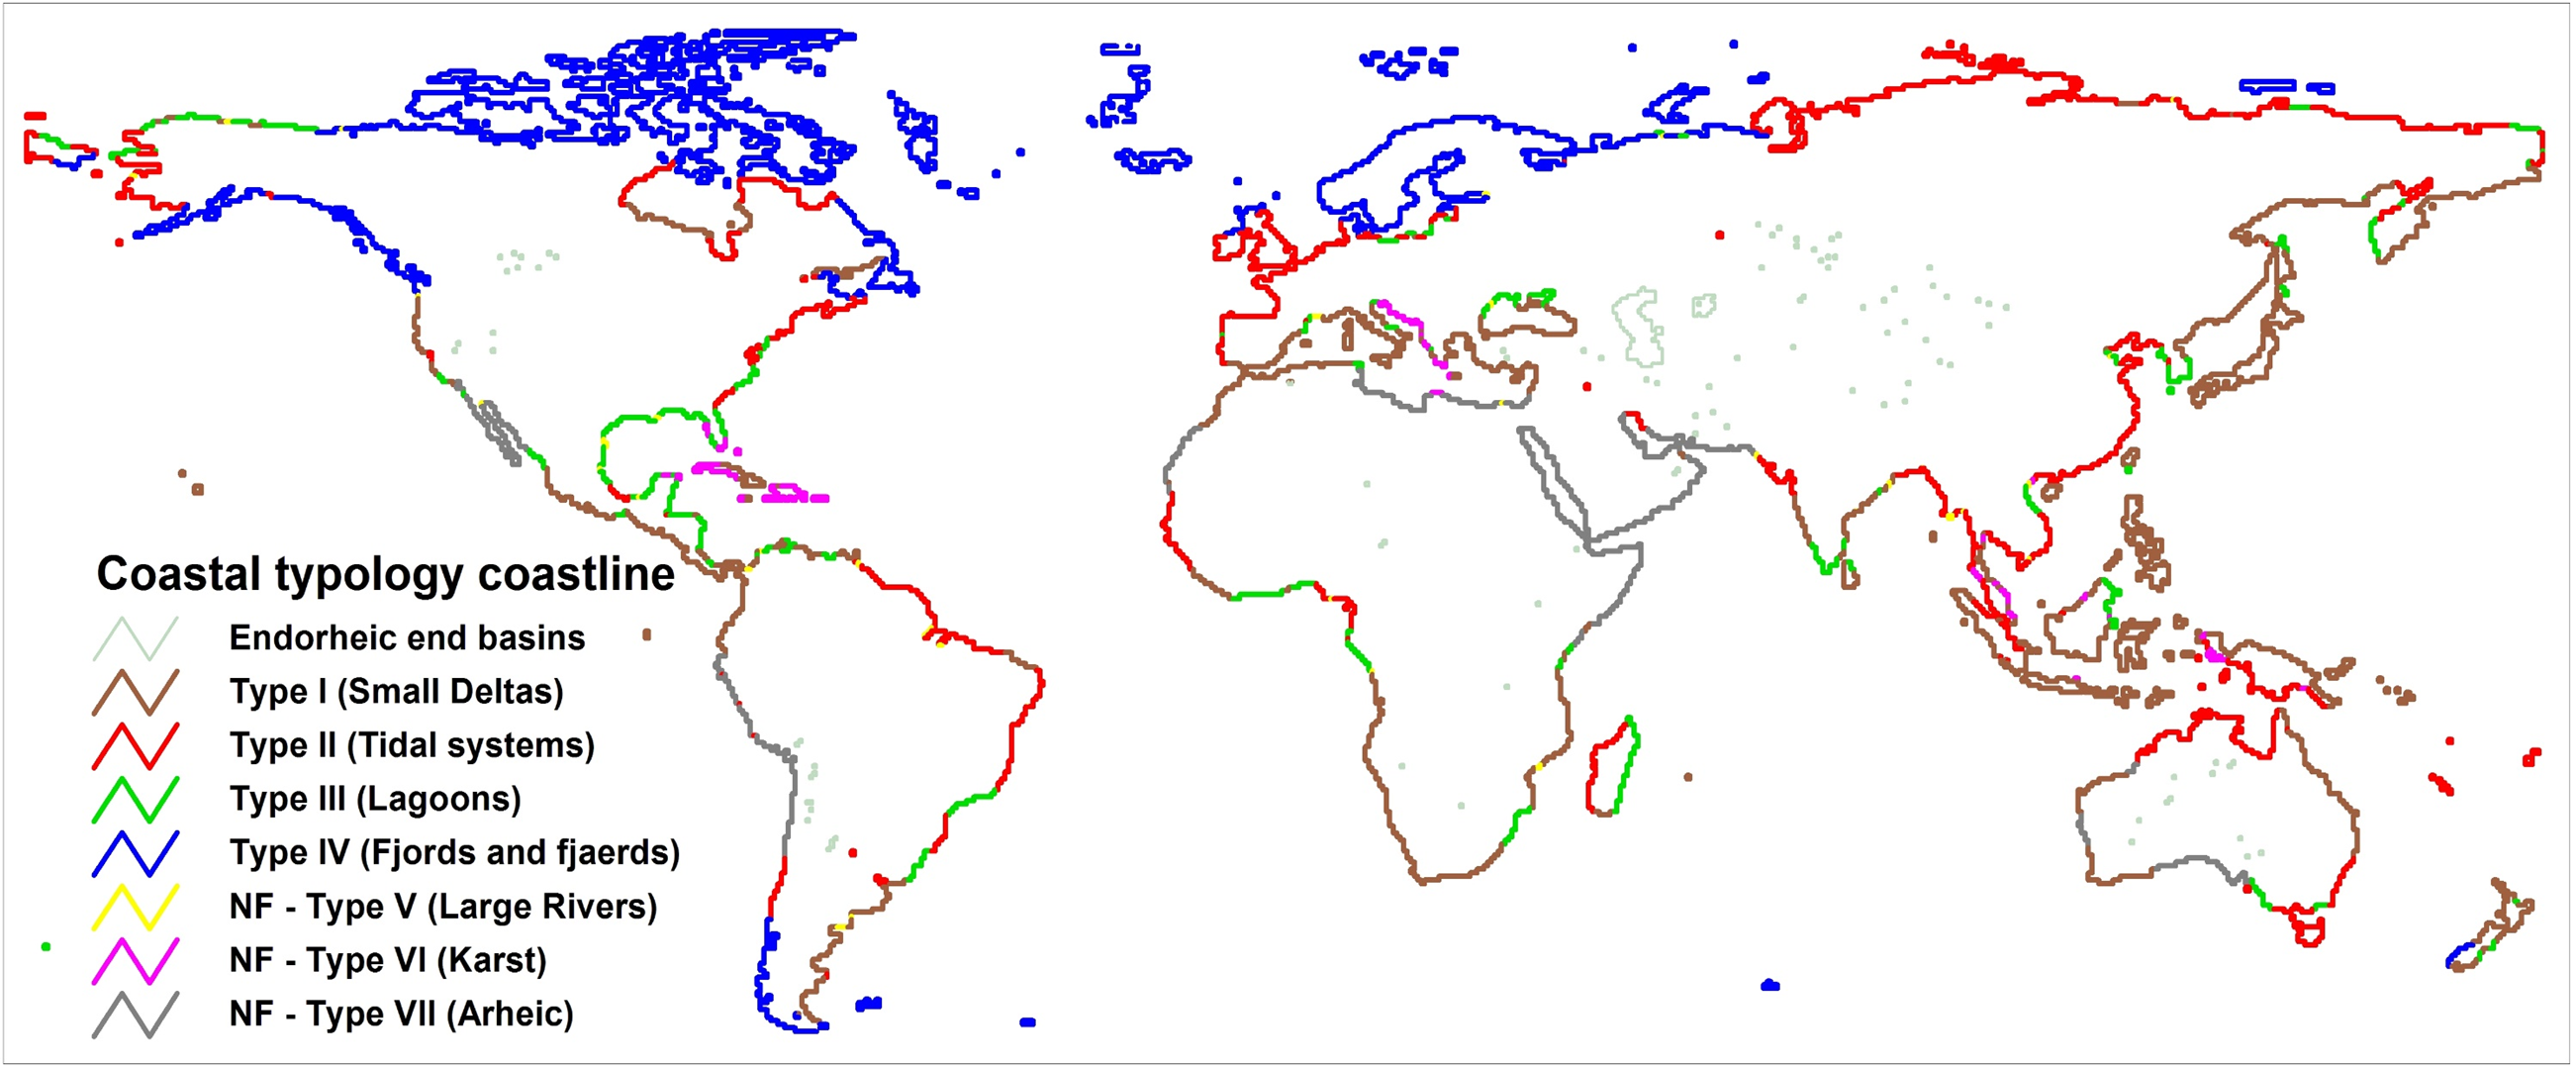 Coastal typology coastline
Endorheic end basins
Type I (Small Deltas)
Type II (Tidal systems)
Type III (Lagoons)
Type IV (Fjords and fjaerds)
NF - Type V (Large Rivers)
NF - Type VI (Karst)
NF - Type VII (Arheic)